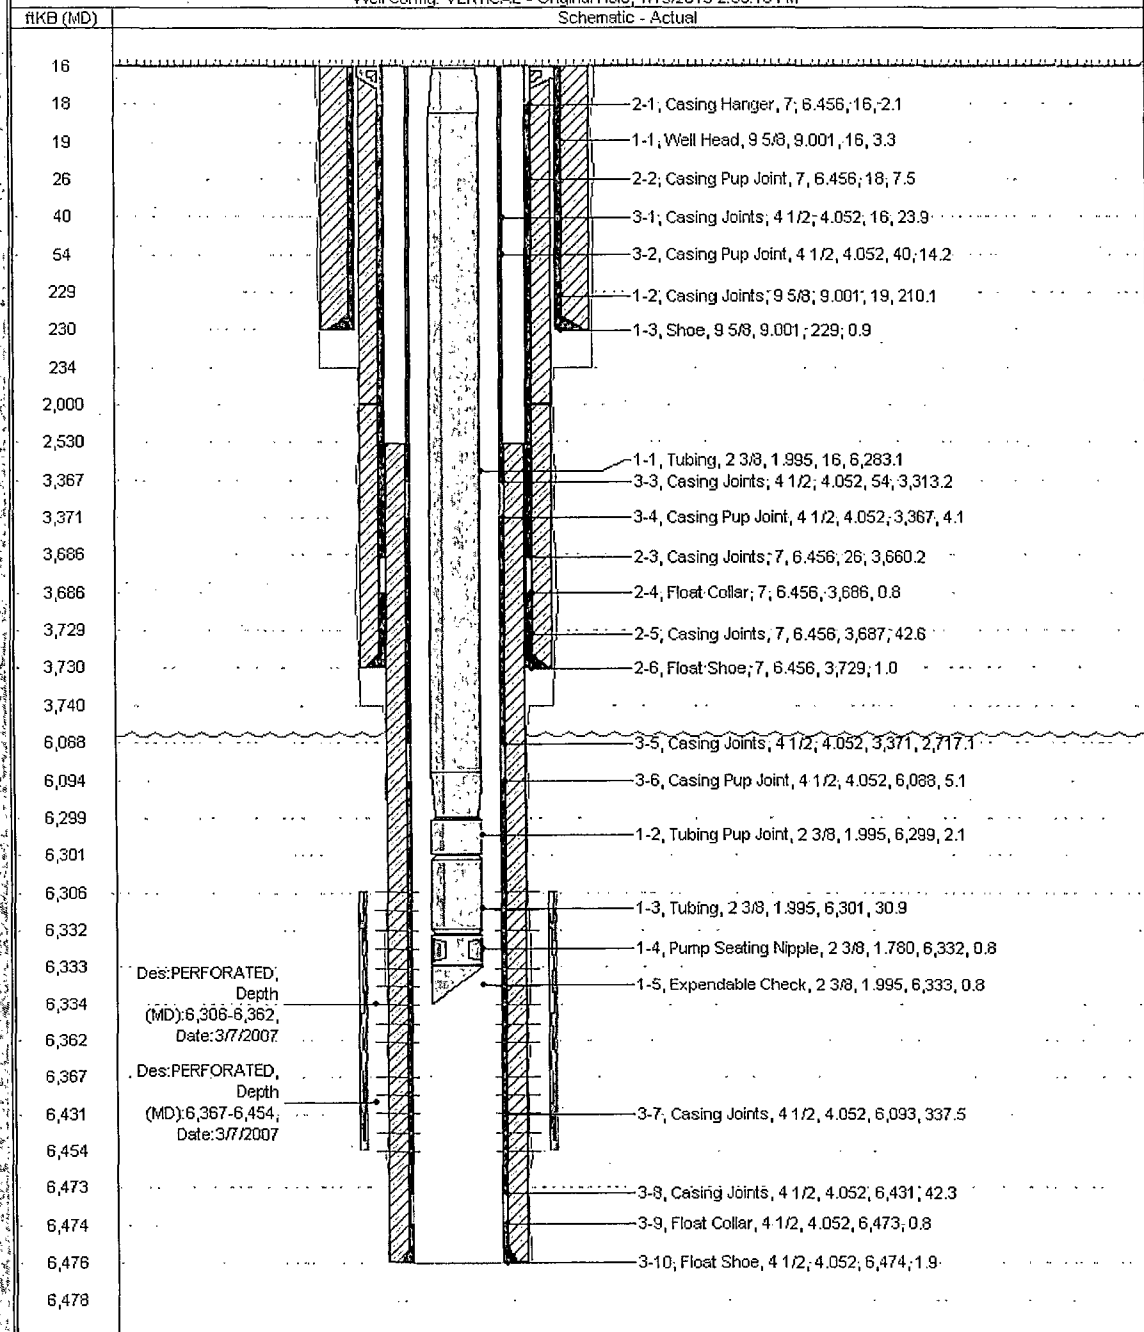 ftKB (MD)
Schematic - Actual
16
18
19
26
40
54
229
230
234
2,000
2,530
3,367
3,371
3,686
3,686
3,729
3,730
3,740
6,088
6,094
6,299
6,301
6,306
6,332
6,333
6,334
6,362
6,367
6,431
6,454
6,473
6,474
6,476
6,478
2-1, Casing Hanger, 7, 6.456, 16, 2.1
1-1, Well Head, 9 5/8, 9.001, 16, 3.3
2-2, Casing Pup Joint, 7, 6.456, 18, 7.5
3-1, Casing Joints, 4 1/2, 4.052, 16, 23.9
3-2, Casing Pup Joint, 4 1/2, 4.052, 40, 14.2
1-2, Casing Joints, 9 5/8, 9.001, 19, 210.1
1-3, Shoe, 9 5/8, 9.001, 229, 0.9
1-1, Tubing, 2 3/8, 1.995, 16, 6,283.1
3-3, Casing Joints, 4 1/2, 4.052, 54, 3,313.2
3-4, Casing Pup Joint, 4 1/2, 4.052, 3,367, 4.1
2-3, Casing Joints, 7, 6.456, 26, 3,660.2
2-4, Float Collar, 7, 6.456, 3,686, 0.8
2-5, Casing Joints, 7, 6.456, 3,687, 42.6
2-6, Float Shoe, 7, 6.456, 3,729, 1.0
3-5, Casing Joints, 4 1/2, 4.052, 3,371, 2,717.1
3-6, Casing Pup Joint, 4 1/2, 4.052, 6,088, 5.1
1-2, Tubing Pup Joint, 2 3/8, 1.995, 6,299, 2.1
1-3, Tubing, 2 3/8, 1.995, 6,301, 30.9
1-4, Pump Seating Nipple, 2 3/8, 1.780, 6,332, 0.8
1-5, Expendable Check, 2 3/8, 1.995, 6,333, 0.8
Des:PERFORATED,
Depth
(MD):6,306-6,362,
Date:3/7/2007
Des:PERFORATED,
Depth
(MD):6,367-6,454,
Date:3/7/2007
3-7, Casing Joints, 4 1/2, 4.052, 6,093, 337.5
3-8, Casing Joints, 4 1/2, 4.052, 6,431, 42.3
3-9, Float Collar, 4 1/2, 4.052, 6,473, 0.8
3-10, Float Shoe, 4 1/2, 4.052, 6,474, 1.9